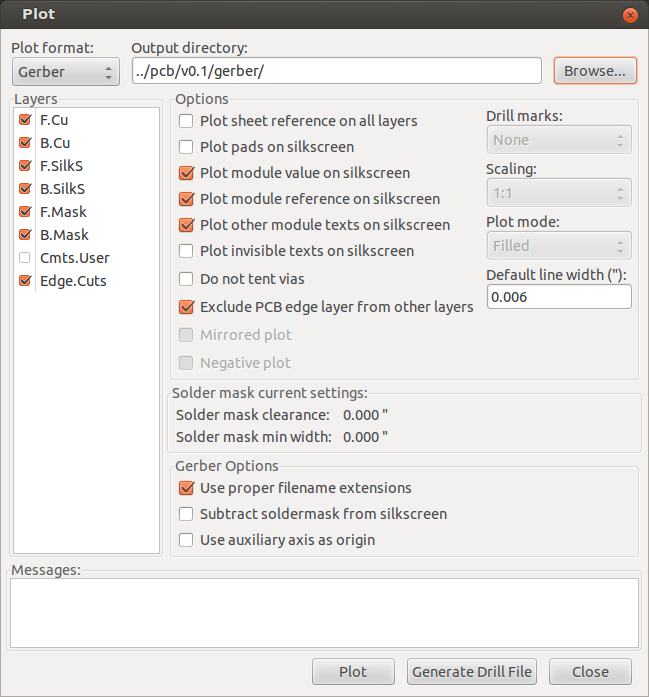 Plot
Plot format:
Output directory:
Gerber
../pcb/v0.1/gerber/
Browse...
Layers
F.Cu
B.Cu
F.SilkS
B.SilkS
F.Mask
B.Mask
Cmts.User
Edge.Cuts
Options
Plot sheet reference on all layers
Plot pads on silkscreen
Plot module value on silkscreen
Plot module reference on silkscreen
Plot other module texts on silkscreen
Plot invisible texts on silkscreen
Do not tent vias
Exclude PCB edge layer from other layers
Mirrored plot
Negative plot
Drill marks:
None
Scaling:
1:1
Plot mode:
Filled
Default line width ("):
0.006
Solder mask current settings:
Solder mask clearance: 0.000 "
Solder mask min width: 0.000 "
Gerber Options
Use proper filename extensions
Subtract soldermask from silkscreen
Use auxiliary axis as origin
Messages:
Plot
Generate Drill File
Close